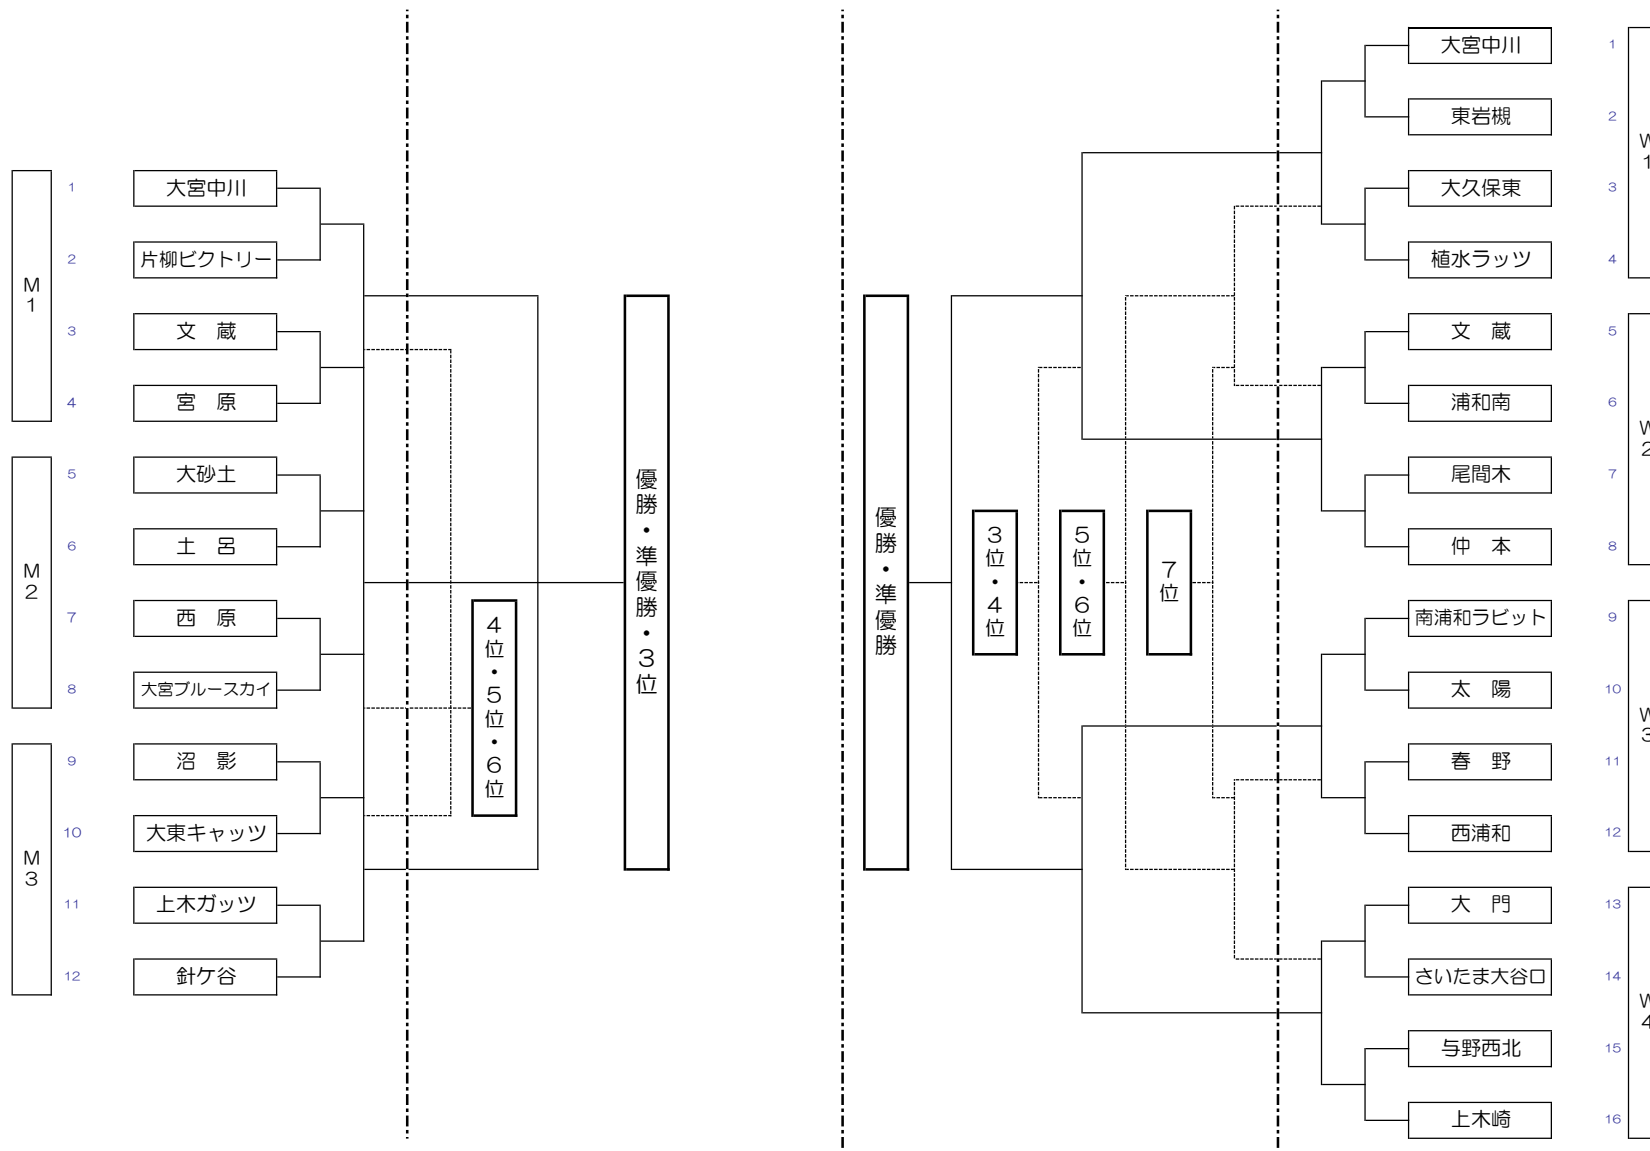 M1
1 大宮中川
2 片柳ビクトリー
3 文　蔵
4 宮　原
M2
5 大砂土
6 土　呂
7 西　原
8 大宮ブルースカイ
M3
9 沼　影
10 大東キャッツ
11 上木ガッツ
12 針ケ谷
4位・5位・6位
優勝・準優勝・3位
優勝・準優勝
3位・4位
5位・6位
7位
大宮中川 1
東岩槻 2
大久保東 3
植水ラッツ 4
W1
文　蔵 5
浦和南 6
尾間木 7
仲　本 8
W2
南浦和ラビット 9
太　陽 10
春　野 11
西浦和 12
W3
大　門 13
さいたま大谷口 14
与野西北 15
上木崎 16
W4